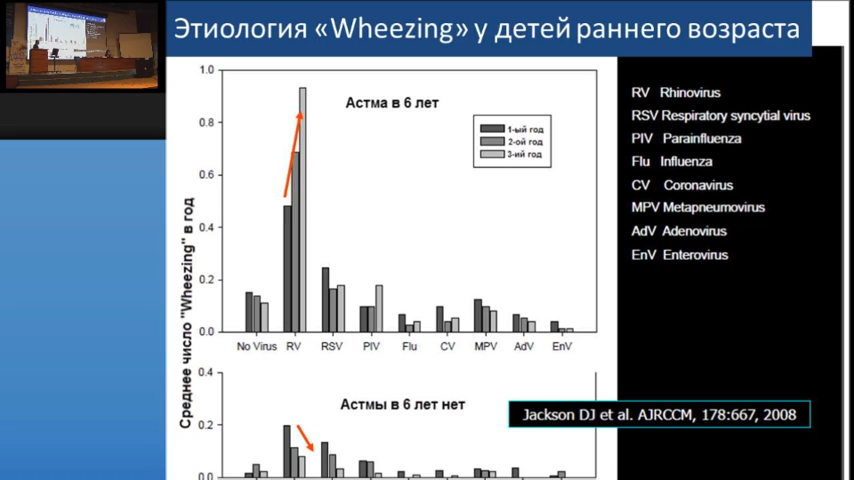 Этиология «Wheezing» у детей раннего возраста
Среднее число "Wheezing" в год
1.0
0.8
0.6
0.4
0.2
0.0
Астма в 6 лет
1-ый год
2-ой год
3-ий год
No Virus RV RSV PIV Flu CV MPV AdV EnV
0.4
0.2
0.0
Астмы в 6 лет нет
RV Rhinovirus
RSV Respiratory syncytial virus
PIV Parainfluenza
Flu Influenza
CV Coronavirus
MPV Metapneumovirus
AdV Adenovirus
EnV Enterovirus
Jackson DJ et al. AJRCCM, 178:667, 2008